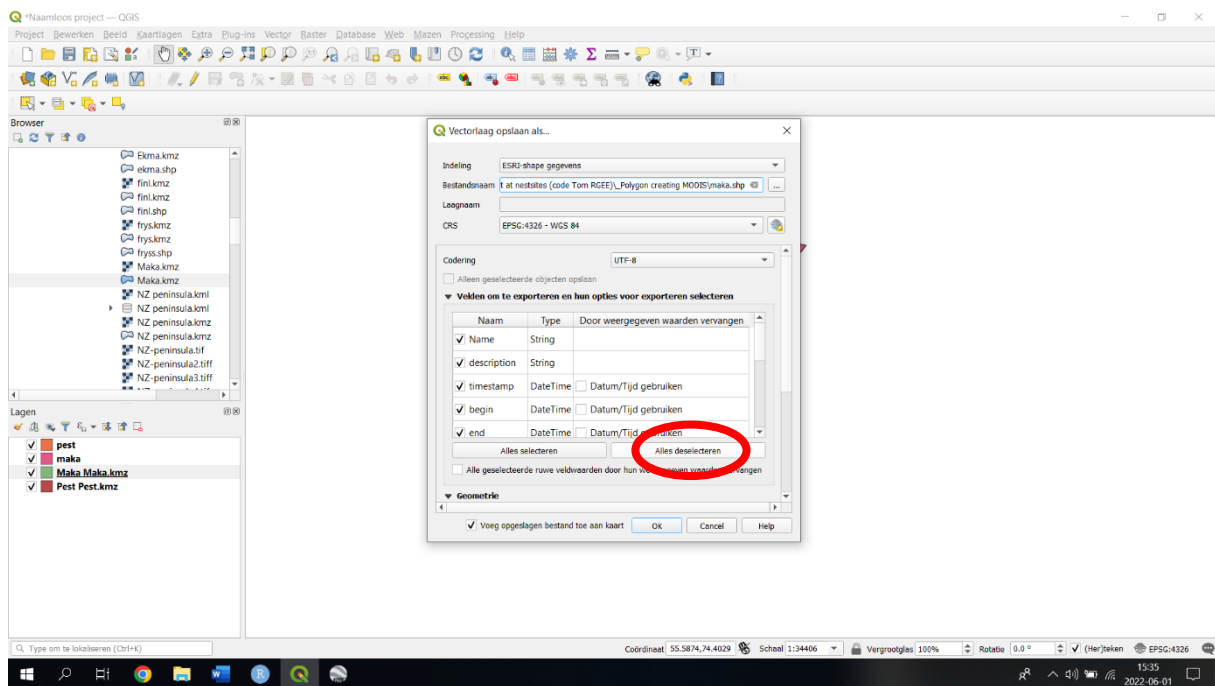 *Naamloos project — QGIS
Project Bewerken Beeld Kaartlagen Extra Plug-ins Vector Raster Database Web Mazen Processing Help
Browser
Ekma.kmz
ekma.shp
finl.kmz
finl.kmz
finl.shp
frys.kmz
frys.kmz
fryss.shp
Maka.kmz
Maka.kmz
NZ peninsula.kml
NZ peninsula.kml
NZ peninsula.kmz
NZ peninsula.kmz
NZ-peninsula.tif
NZ-peninsula2.tiff
NZ-peninsula3.tiff
Lagen
pest
maka
Maka Maka.kmz
Pest Pest.kmz
Vectorlaag opslaan als...
Indeling ESRI-shape gegevens
Bestandsnaam t at nestsites (code Tom RGEE)\_Polygon creating MODIS\maka.shp ...
Laagnaam
CRS EPSG:4326 - WGS 84
Codering UTF-8
Alleen geselecteerde objecten opslaan
Velden om te exporteren en hun opties voor exporteren selecteren
Naam Type Door weergegeven waarden vervangen
Name String
description String
timestamp DateTime Datum/Tijd gebruiken
begin DateTime Datum/Tijd gebruiken
end DateTime Datum/Tijd gebruiken
Alles selecteren Alles deselecteren
Alle geselecteerde ruwe veldwaarden door hun weergegeven waarden vervangen
Geometrie
Voeg opgeslagen bestand toe aan kaart OK Cancel Help
Type om te lokaliseren (Ctrl+K) Coördinaat 55.5874,74.4029 Schaal 1:34406 Vergrootglas 100% Rotatie 0.0 ° (Her)teken EPSG:4326
15:35
2022-06-01